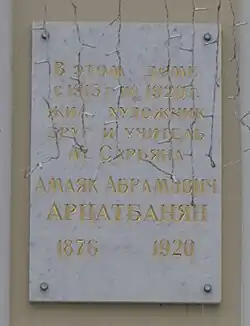 В этом доме
с 1913 по 1920 г.
жил художник
друг и учитель
М. Сарьяна
Амаяк Абрамович
Арцатбанян
1876 1920